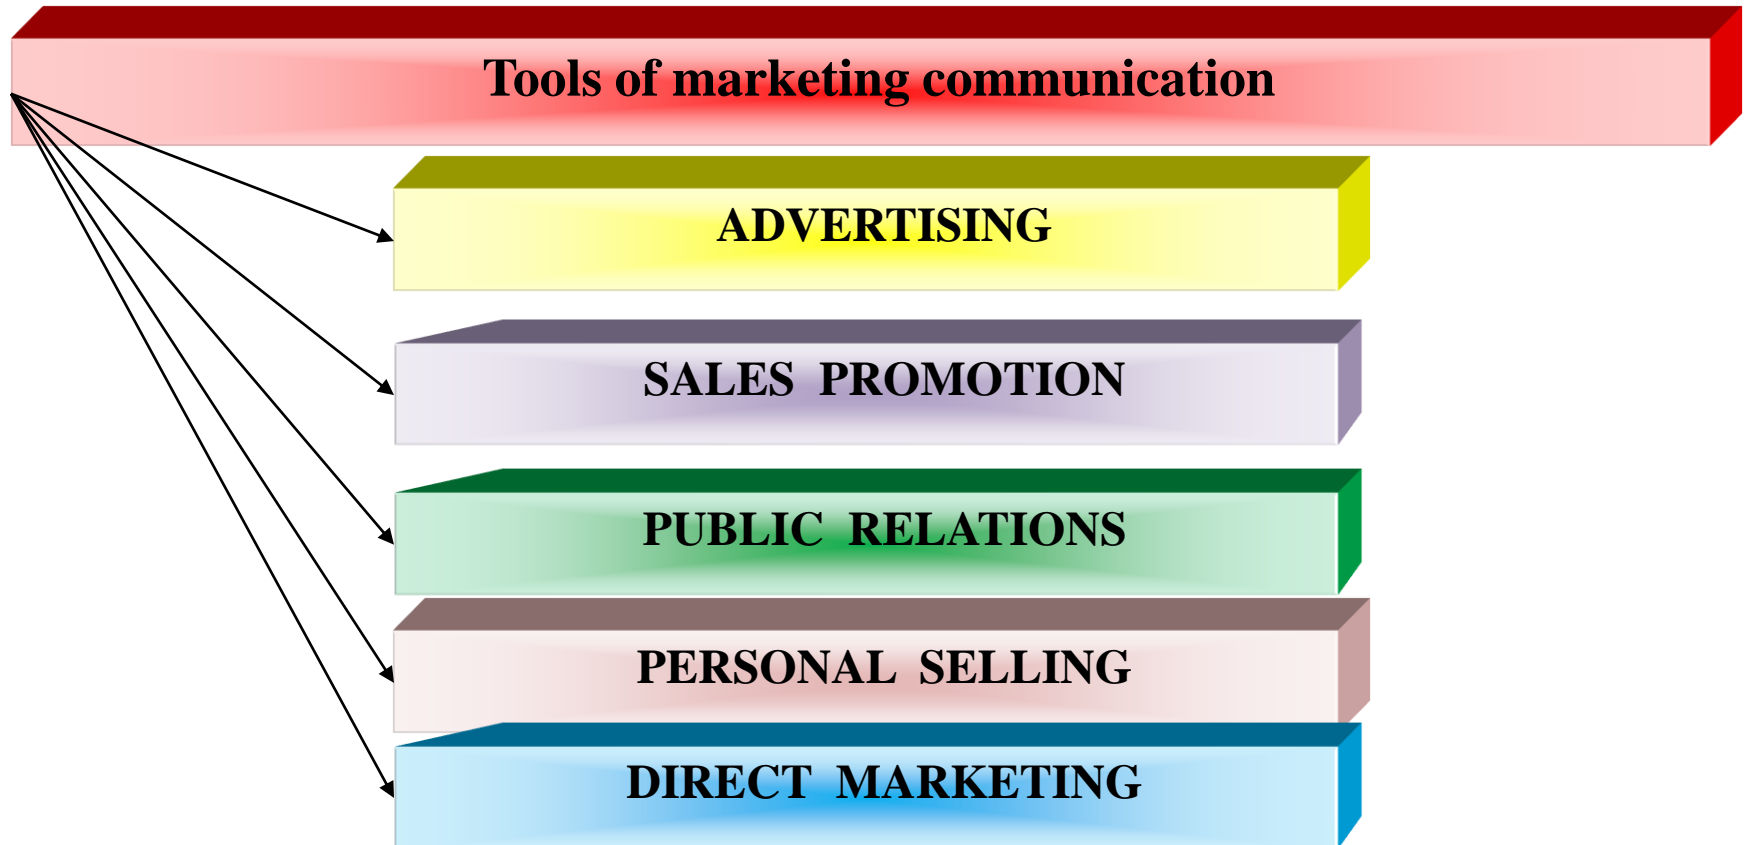 Tools of marketing communication
ADVERTISING
SALES PROMOTION
PUBLIC RELATIONS
PERSONAL SELLING
DIRECT MARKETING